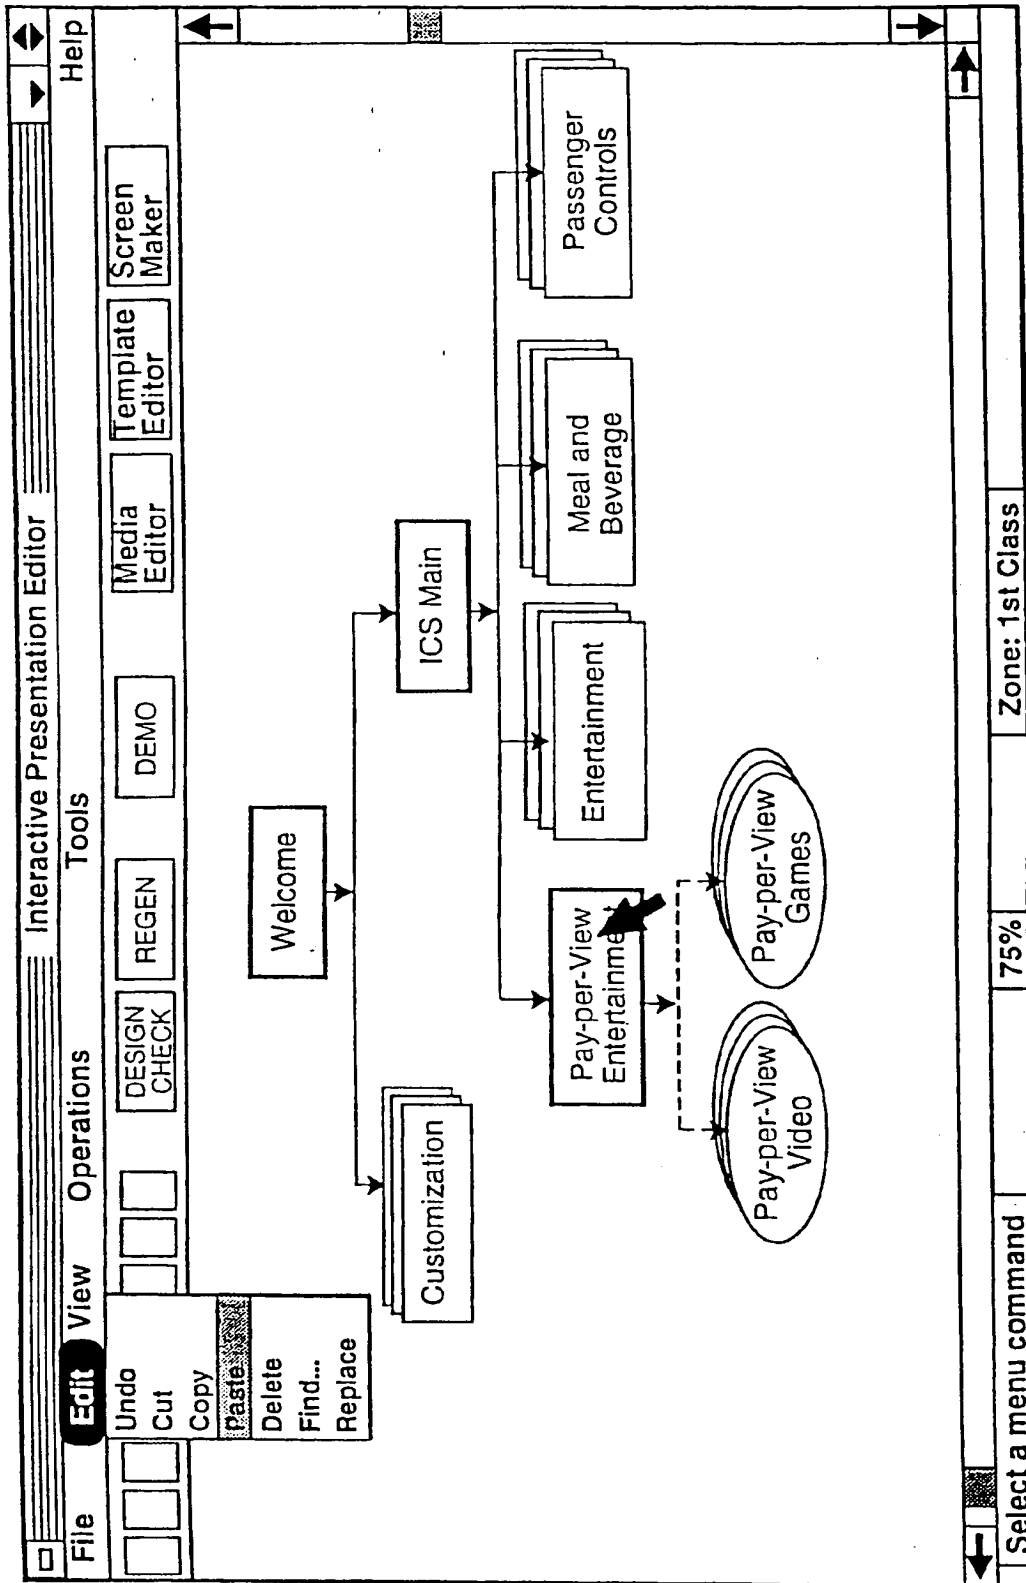 Interactive Presentation Editor
File Edit View Operations Tools Help
DESIGN
CHECK
REGEN
DEMO
Media
Editor
Template
Editor
Screen
Maker
Undo
Cut
Copy
Paste
Delete
Find...
Replace
Welcome
Customization
ICS Main
Pay-per-View
Entertainment
Entertainment
Meal and
Beverage
Passenger
Controls
Pay-per-View
Video
Pay-per-View
Games
Select a menu command
75%
Zone: 1st Class